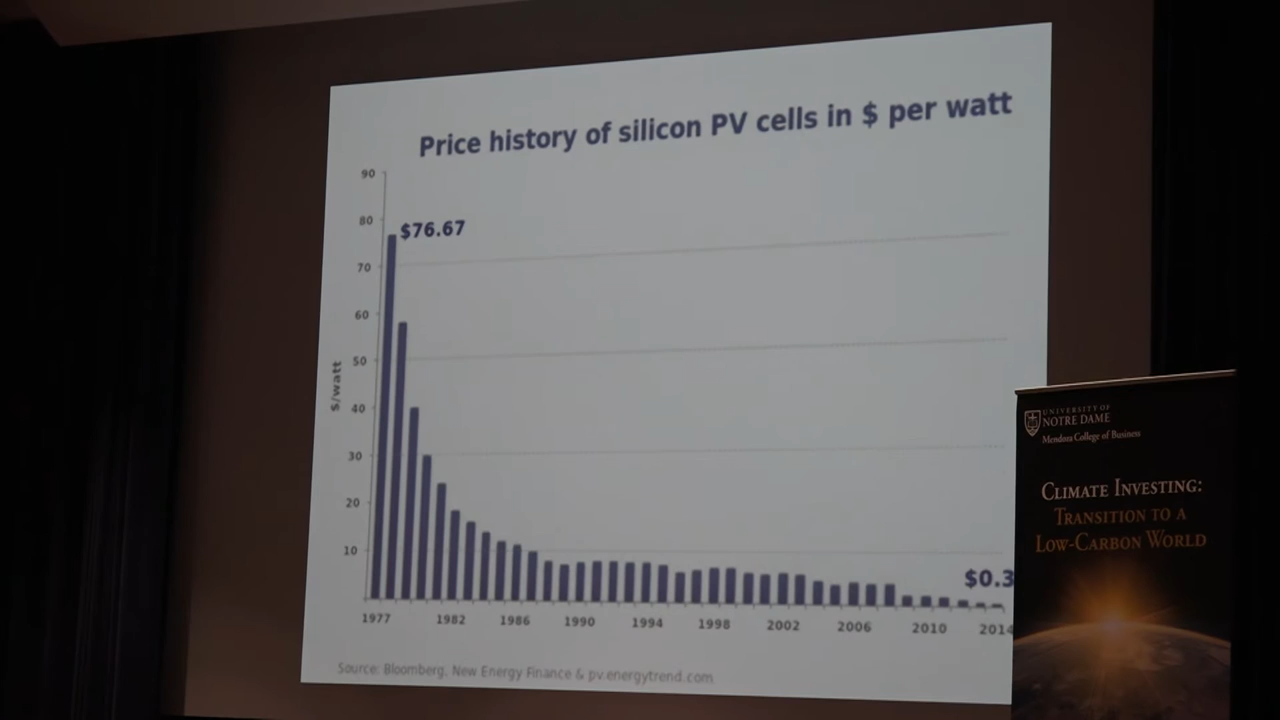 Price history of silicon PV cells in $ per watt
90
80
70
60
50
40
30
20
10
$/watt
$76.67
$0.3
1977 1982 1986 1990 1994 1998 2002 2006 2010 2014
Source: Bloomberg. New Energy Finance & pv.energytrend.com
UNIVERSITY OF
NOTRE DAME
Mendoza College of Business
CLIMATE INVESTING:
TRANSITION TO A
LOW-CARBON WORLD